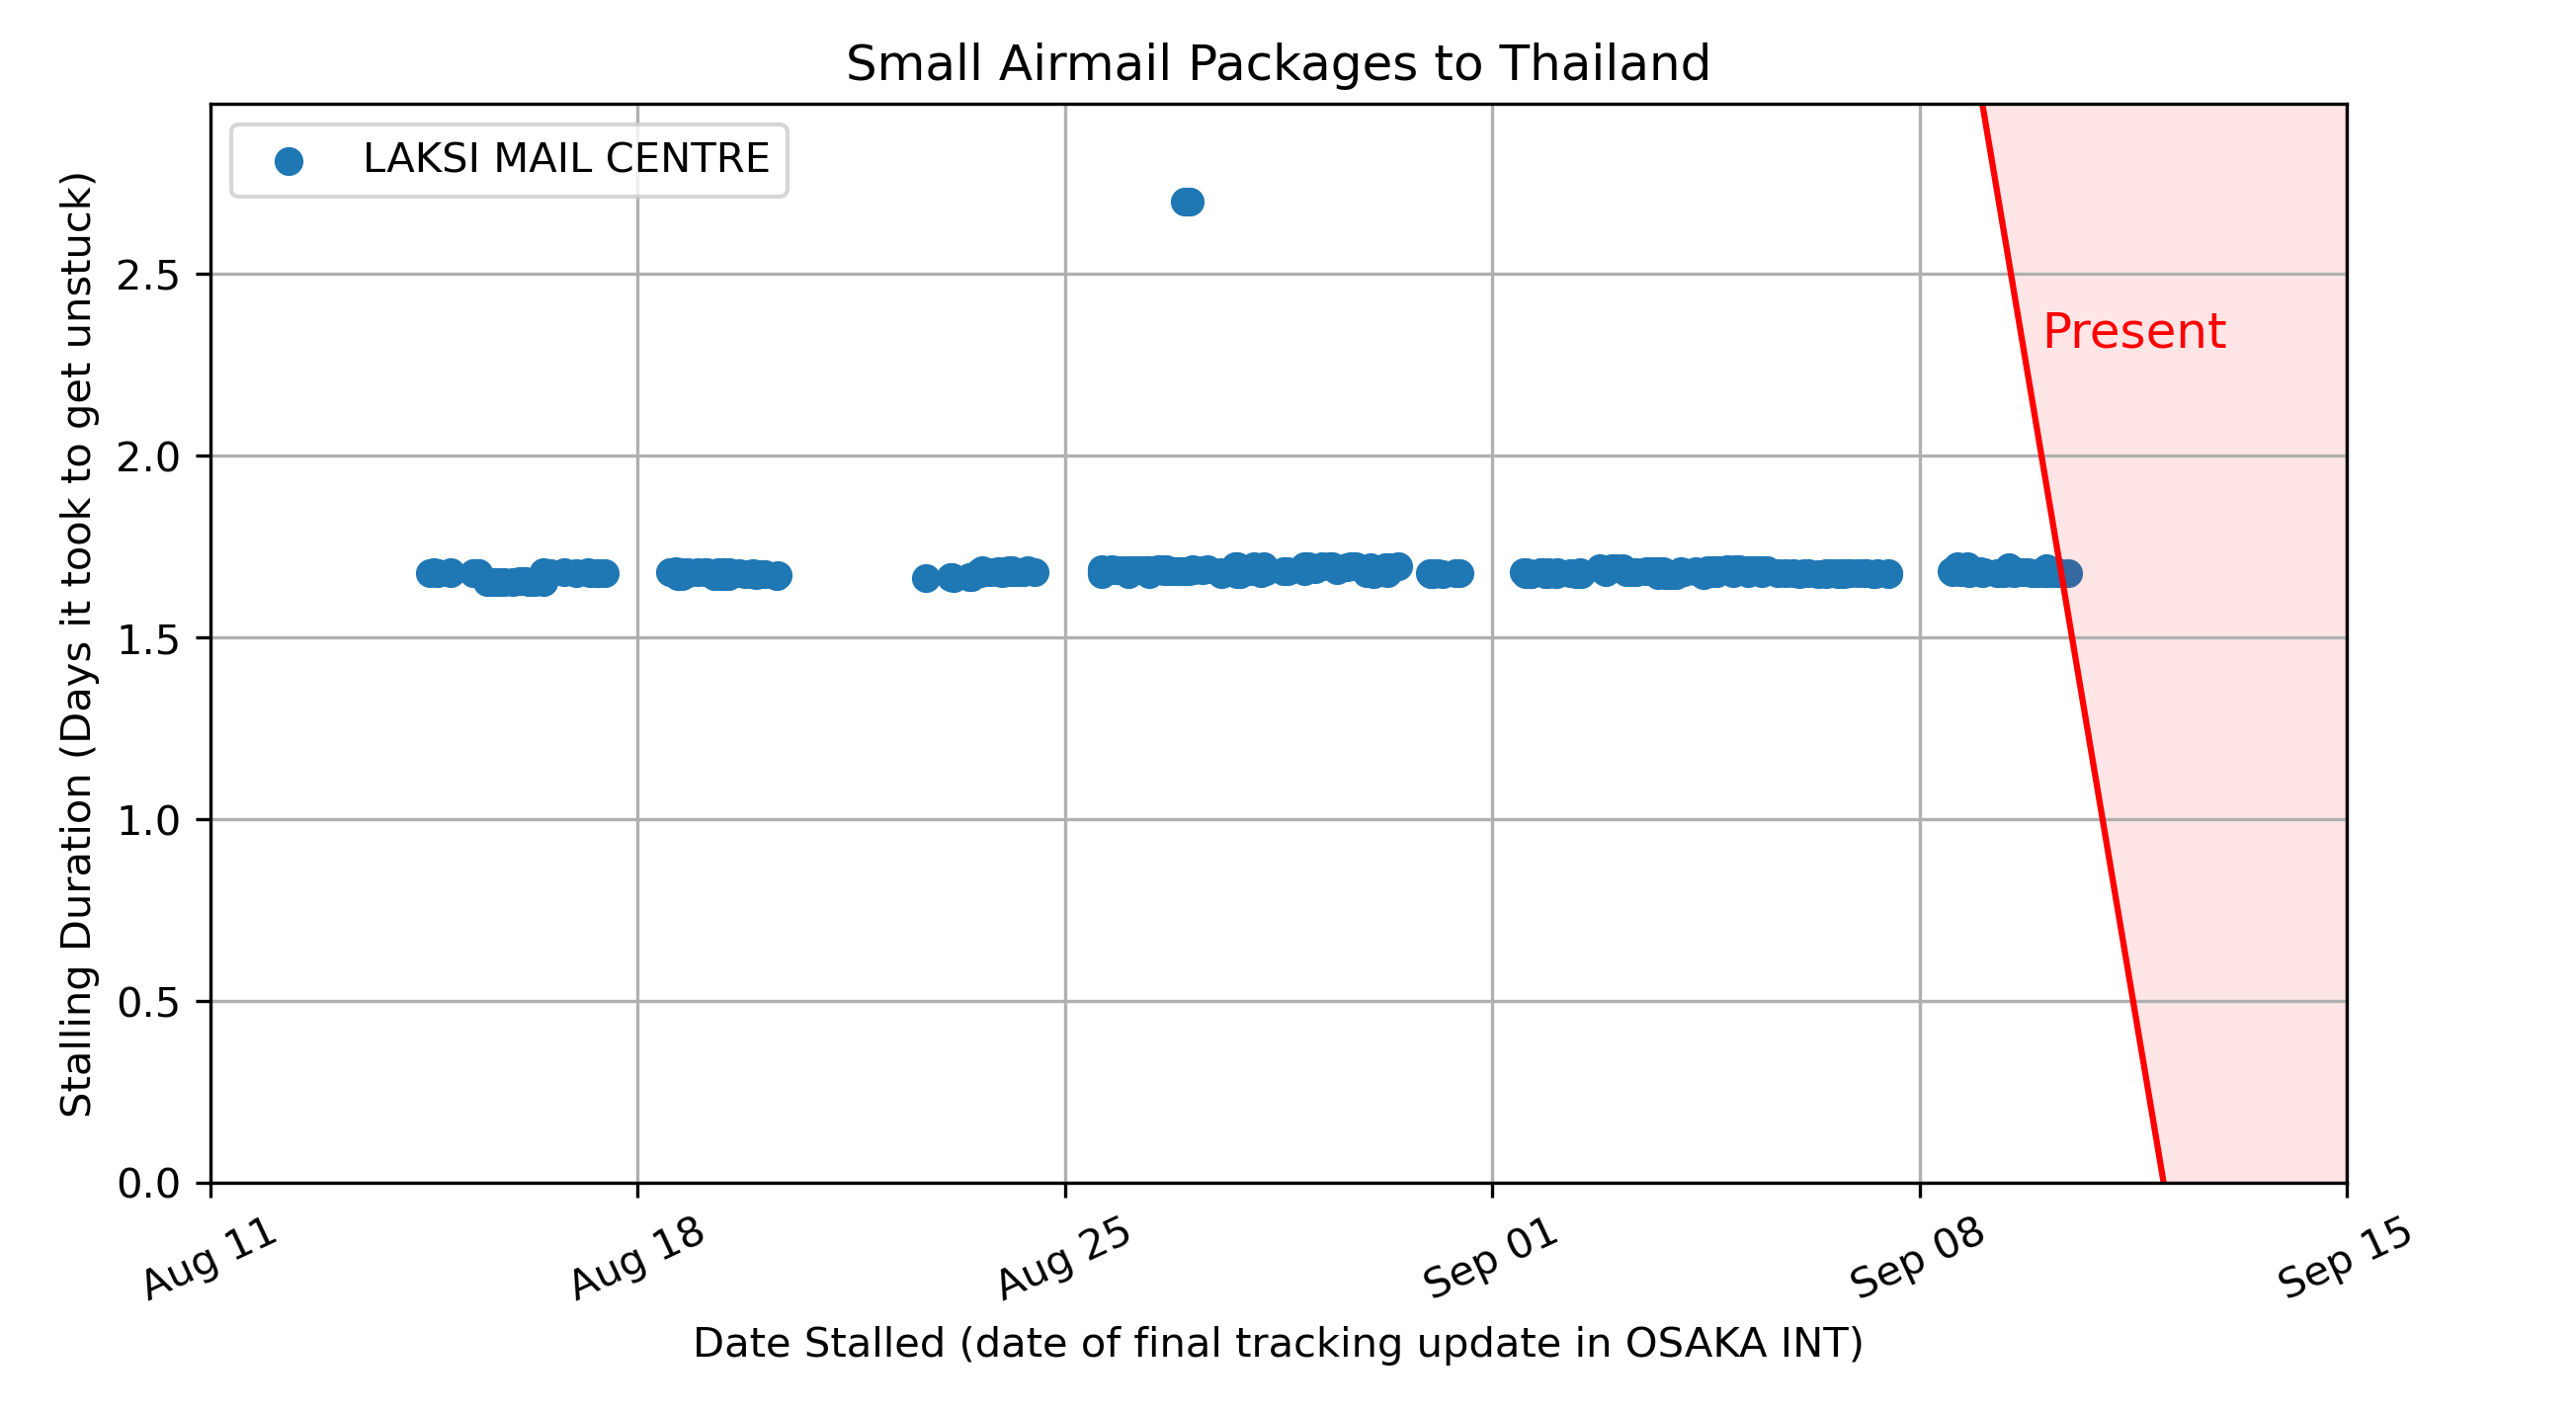 Small Airmail Packages to Thailand
LAKSI MAIL CENTRE
Present
Stalling Duration (Days it took to get unstuck)
2.5
2.0
1.5
1.0
0.5
0.0
Aug 11
Aug 18
Aug 25
Sep 01
Sep 08
Sep 15
Date Stalled (date of final tracking update in OSAKA INT)